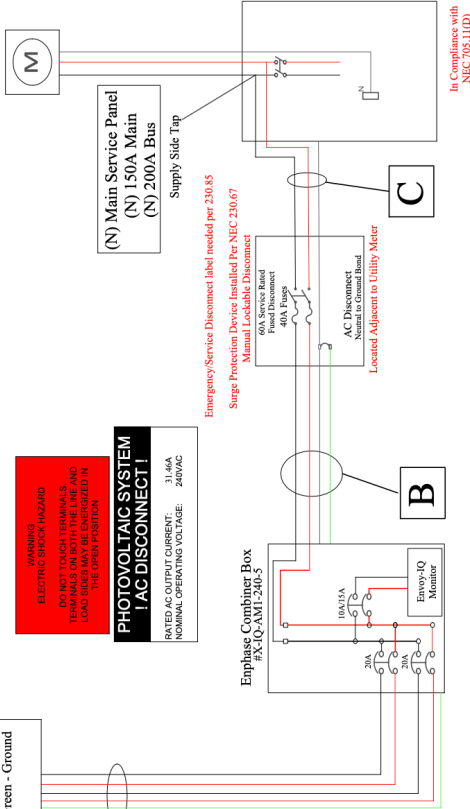 M
(N) Main Service Panel
(N) 150A Main
(N) 200A Bus
Supply Side Tap
N
In Compliance with
NEC 705.11(D)
C
Emergency/Service Disconnect label needed per 230.85
Surge Protection Device Installed Per NEC 230.67
Manual Lockable Disconnect
60A Service Rated
Fused Disconnect
40A Fuses
AC Disconnect
Neutral to Ground Bond
Located Adjacent to Utility Meter
B
WARNING
ELECTRIC SHOCK HAZARD
DO NOT TOUCH TERMINALS.
TERMINALS ON BOTH THE LINE AND
LOAD SIDES MAY BE ENERGIZED IN
THE OPEN POSITION
PHOTOVOLTAIC SYSTEM
! AC DISCONNECT !
RATED AC OUTPUT CURRENT: 31.46A
NOMINAL OPERATING VOLTAGE: 240VAC
Enphase Combiner Box
#X-IQ-AM1-240-5
10A/15A
Envoy-IQ
Monitor
20A
20A
reen - Ground